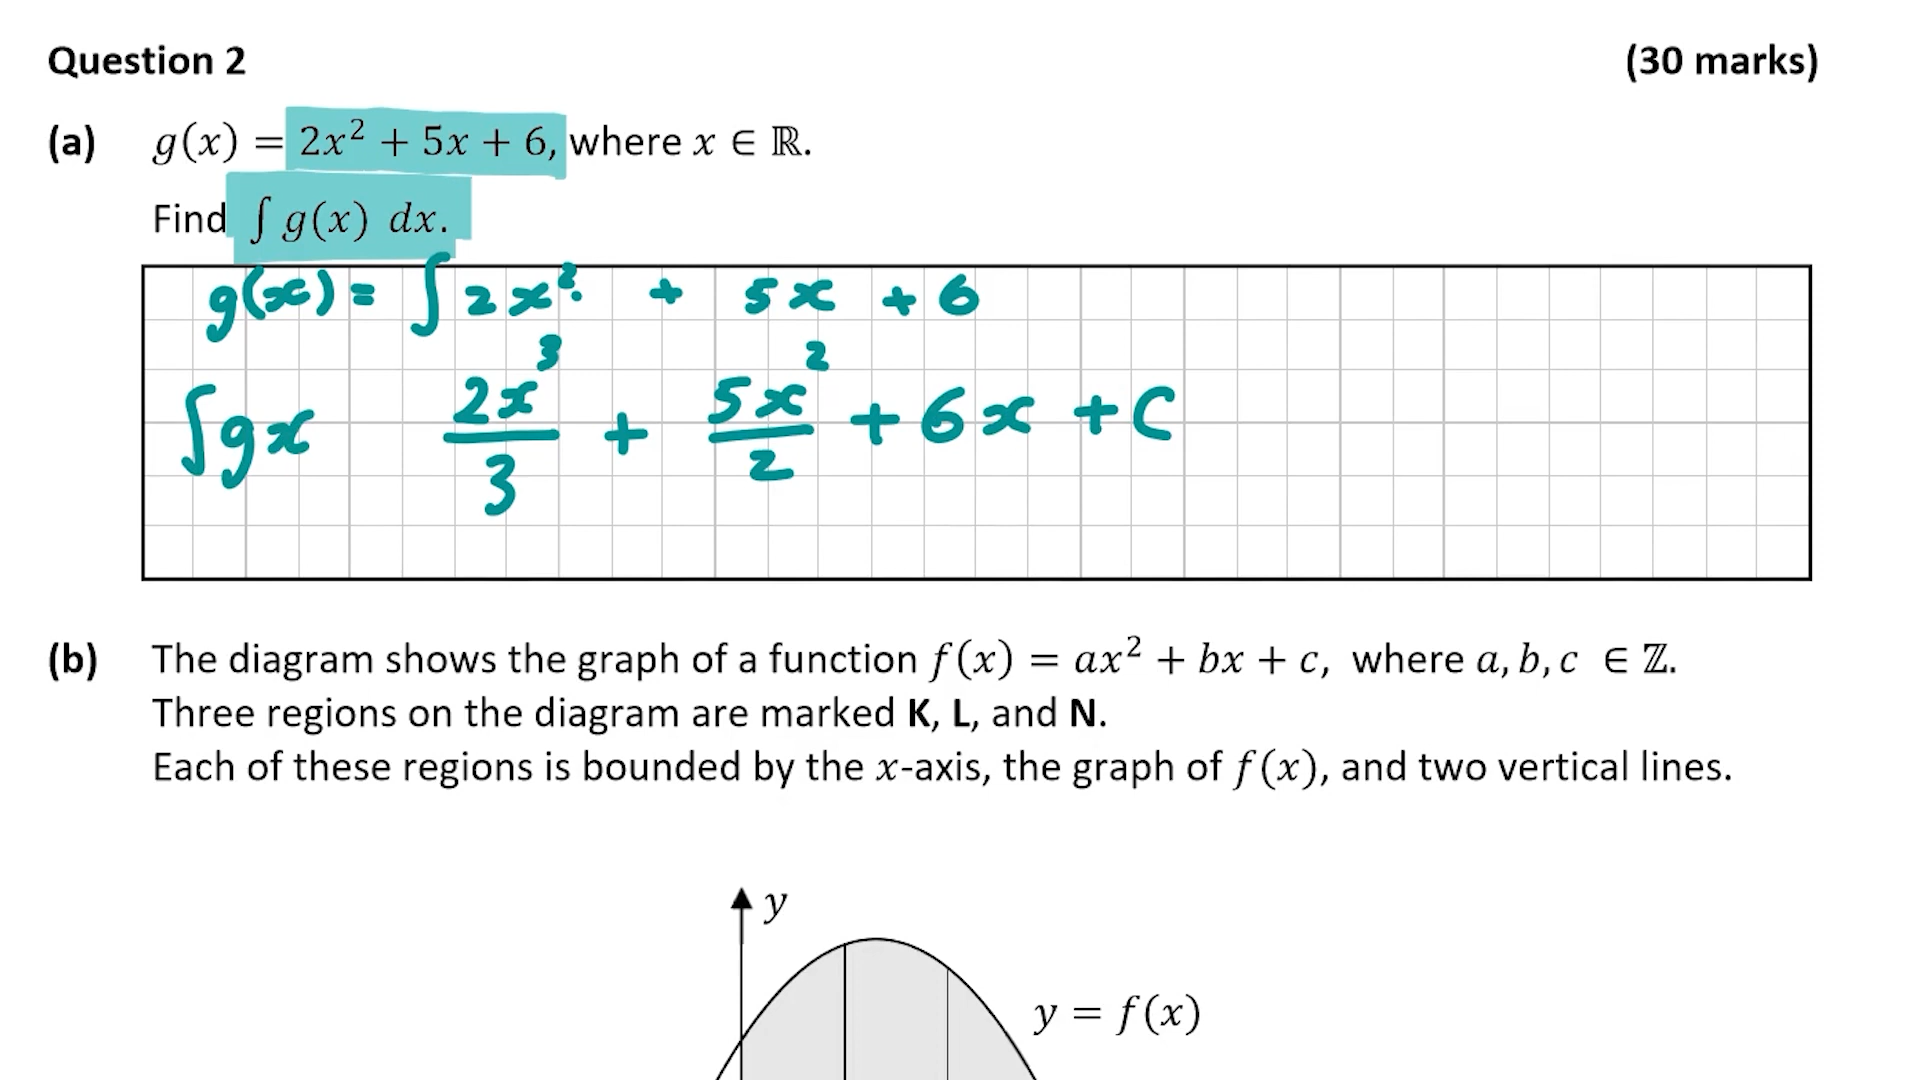 Question 2 (30 marks)
(a) g(x) = 2x² + 5x + 6, where x ∈ ℝ.
Find ∫ g(x) dx.
g(x) = ∫ 2x² + 5x + 6
∫gx 2x³/3 + 5x²/2 + 6x + C
(b) The diagram shows the graph of a function f(x) = ax² + bx + c, where a, b, c ∈ ℤ.
Three regions on the diagram are marked K, L, and N.
Each of these regions is bounded by the x-axis, the graph of f(x), and two vertical lines.
y
y = f(x)